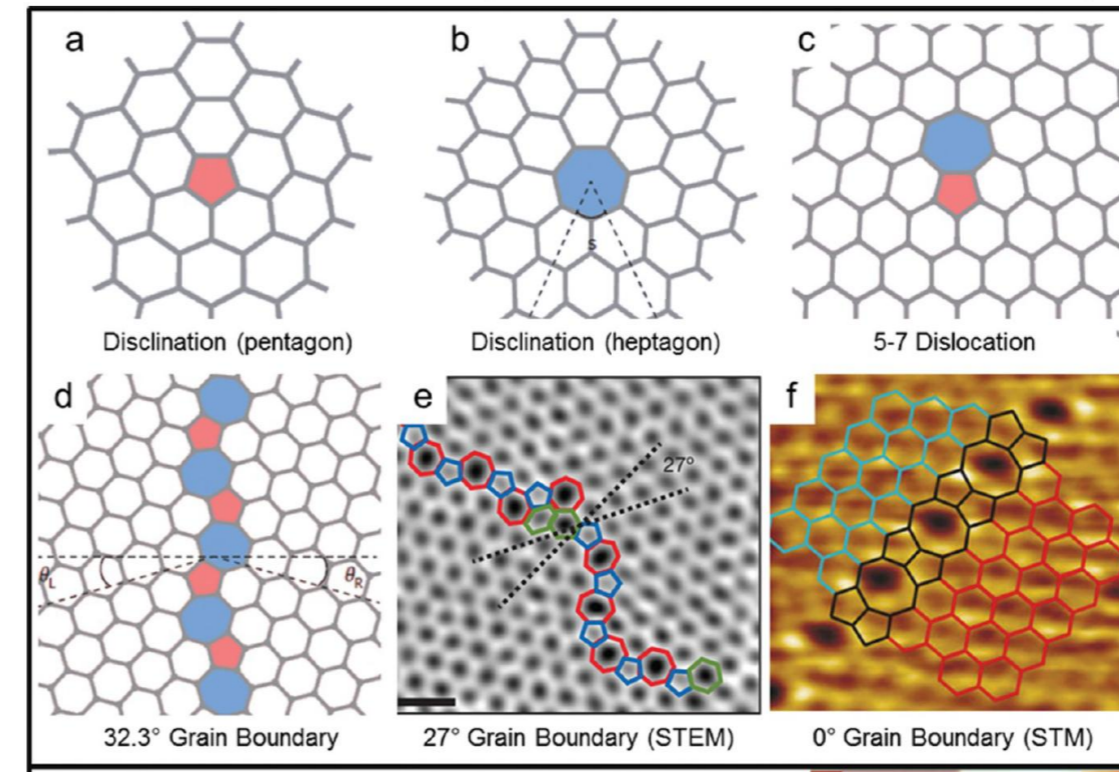 a
b
c
s
Disclination (pentagon)
Disclination (heptagon)
5-7 Dislocation
d
e
f
27°
θL
θR
32.3° Grain Boundary
27° Grain Boundary (STEM)
0° Grain Boundary (STM)